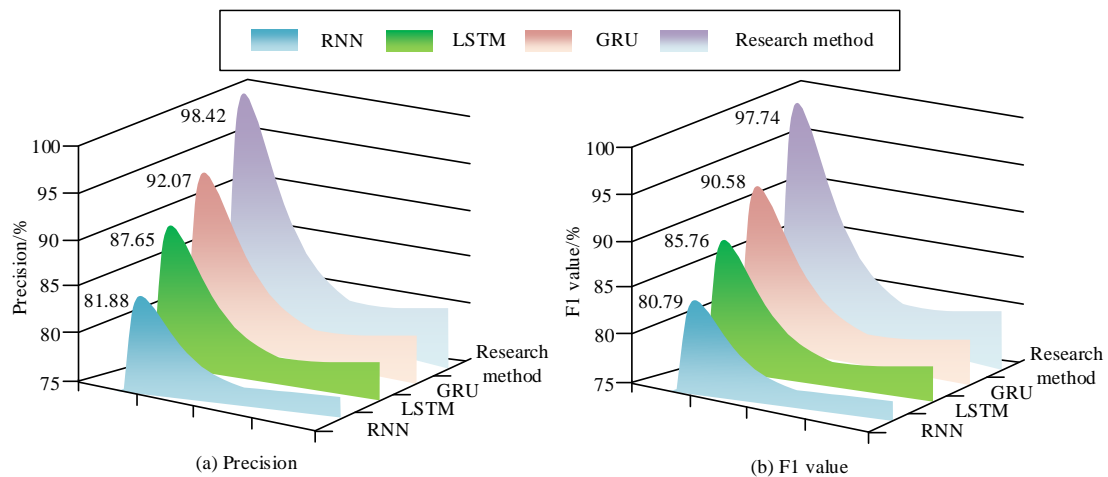 RNN LSTM GRU Research method
98.42
92.07
87.65
81.88
100
95
90
85
80
75
Precision/%
Research
method
GRU
LSTM
RNN
(a) Precision
97.74
90.58
85.76
80.79
100
95
90
85
80
75
F1 value/%
Research
method
GRU
LSTM
RNN
(b) F1 value